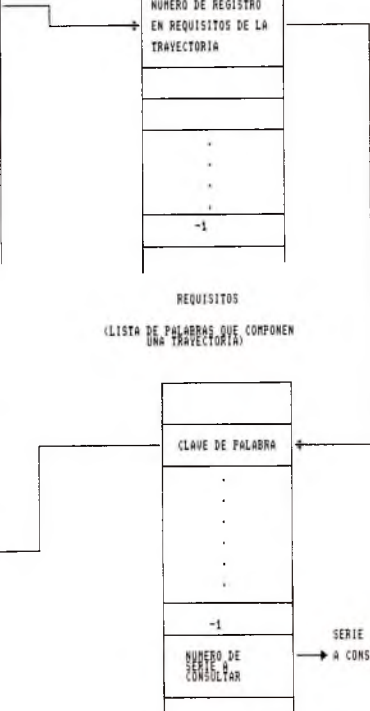 NUMERO DE REGISTRO
EN REQUISITOS DE LA
TRAYECTORIA
-1
REQUISITOS
(LISTA DE PALABRAS QUE COMPONEN
UNA TRAYECTORIA)
CLAVE DE PALABRA
-1
NUMERO DE
SERIE A
CONSULTAR
SERIE
A CONS